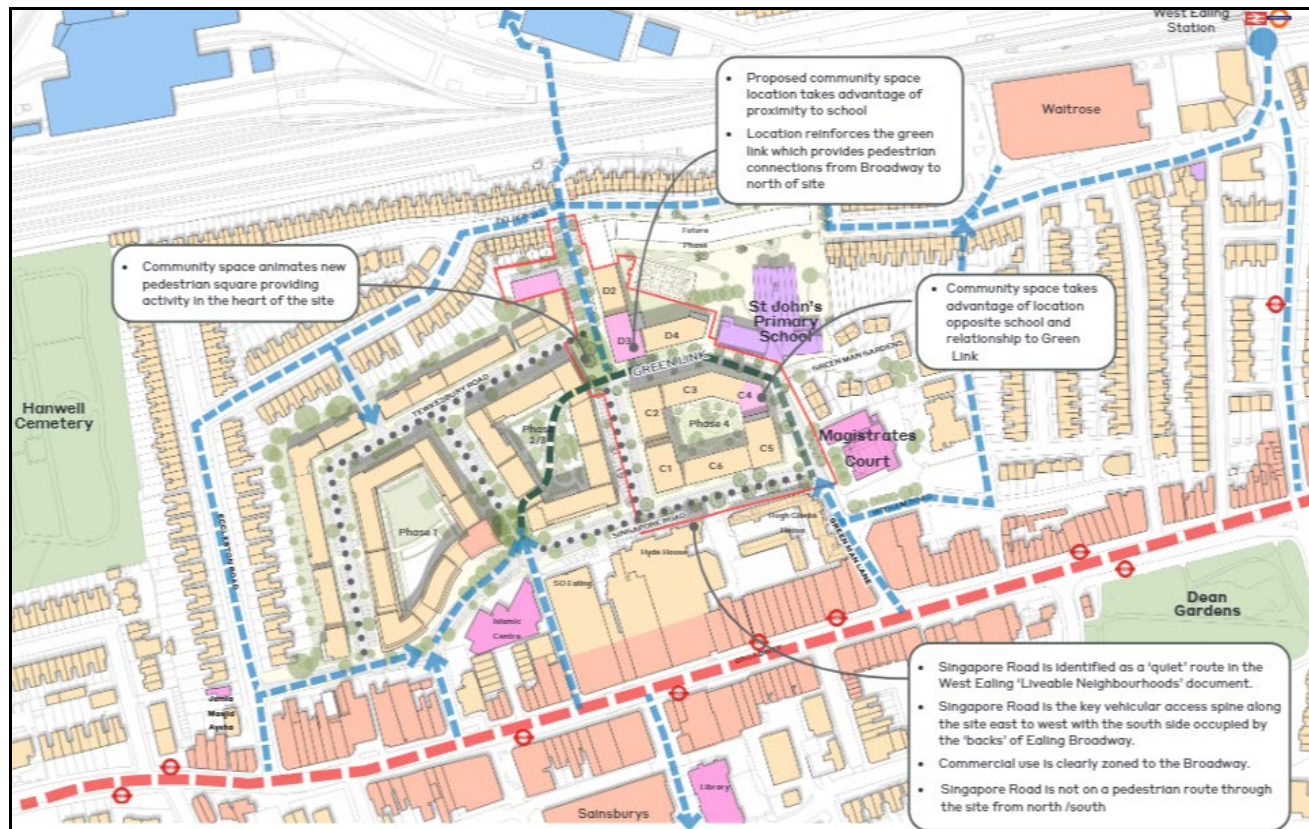 West Ealing
Station
Waitrose
• Proposed community space
location takes advantage of
proximity to school
• Location reinforces the green
link which provides pedestrian
connections from Broadway to
north of site
Future
Phase
• Community space animates new
pedestrian square providing
activity in the heart of the site
D2
D3
D4
St John's
Primary
School
• Community space takes
advantage of location
opposite school and
relationship to Green
Link
GREEN LINK
GREEN MAN GARDENS
TEWKESBURY ROAD
Hanwell
Cemetery
C3
C4
C2
Phase
2/3
Phase 4
C1
C6
C5
Magistrates
Court
Phase 1
ECCLESTON ROAD
SINGAPORE ROAD
Hyde House
GREEN MAN LANE
SO Ealing
Islamic
Centre
Dean
Gardens
Jamia
Masjid
Aysha
• Singapore Road is identified as a 'quiet' route in the
West Ealing 'Liveable Neighbourhoods' document.
• Singapore Road is the key vehicular access spine along
the site east to west with the south side occupied by
the 'backs' of Ealing Broadway.
• Commercial use is clearly zoned to the Broadway.
• Singapore Road is not on a pedestrian route through
the site from north /south
Library
Sainsburys